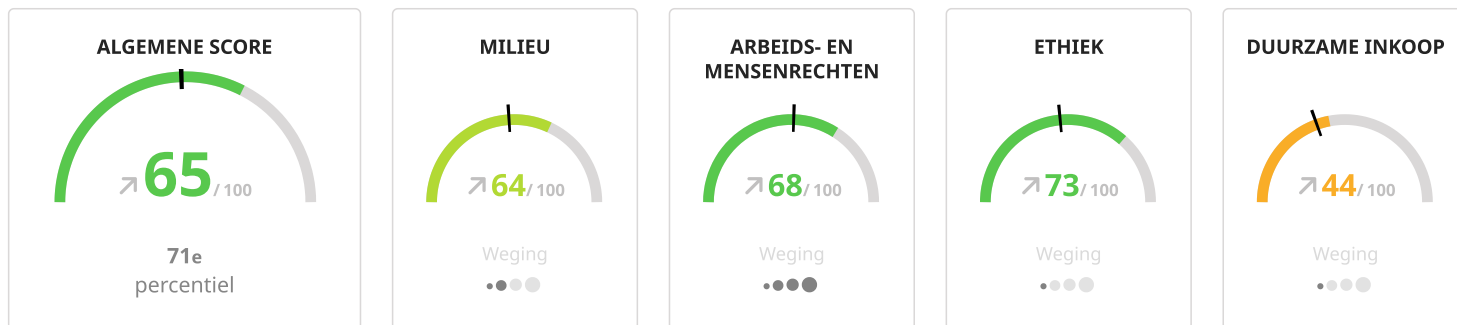 ALGEMENE SCORE
65/ 100
71e
percentiel
MILIEU
64/ 100
Weging
ARBEIDS- EN
MENSENRECHTEN
68/ 100
Weging
ETHIEK
73/ 100
Weging
DUURZAME INKOOP
44/ 100
Weging